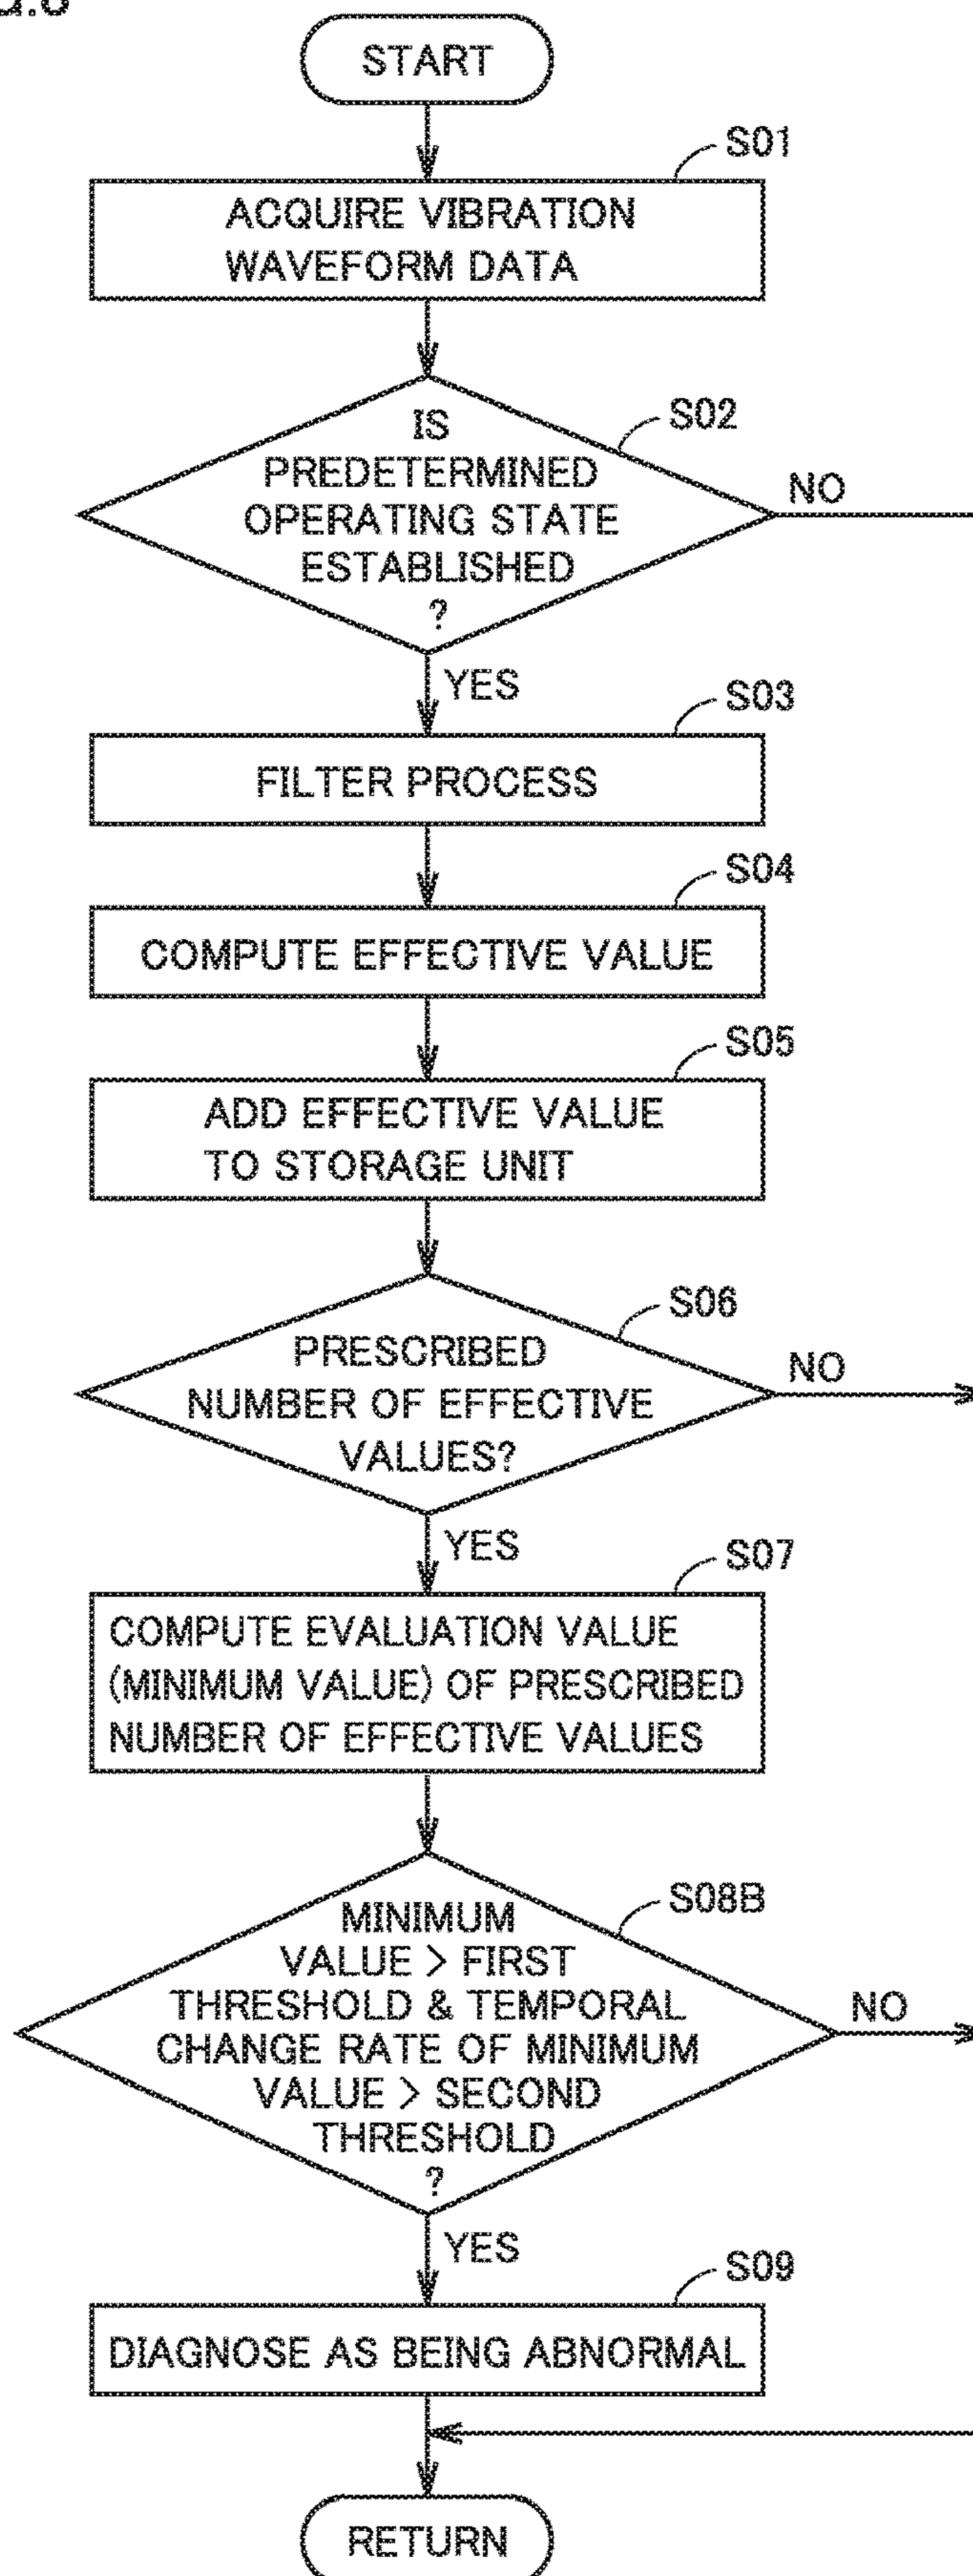 START
S01
ACQUIRE VIBRATION
WAVEFORM DATA
S02
IS
PREDETERMINED
OPERATING STATE
ESTABLISHED
?
NO
YES
S03
FILTER PROCESS
S04
COMPUTE EFFECTIVE VALUE
S05
ADD EFFECTIVE VALUE
TO STORAGE UNIT
S06
PRESCRIBED
NUMBER OF EFFECTIVE
VALUES?
NO
YES
S07
COMPUTE EVALUATION VALUE
(MINIMUM VALUE) OF PRESCRIBED
NUMBER OF EFFECTIVE VALUES
S08B
MINIMUM
VALUE > FIRST
THRESHOLD & TEMPORAL
CHANGE RATE OF MINIMUM
VALUE > SECOND
THRESHOLD
?
NO
YES
S09
DIAGNOSE AS BEING ABNORMAL
RETURN